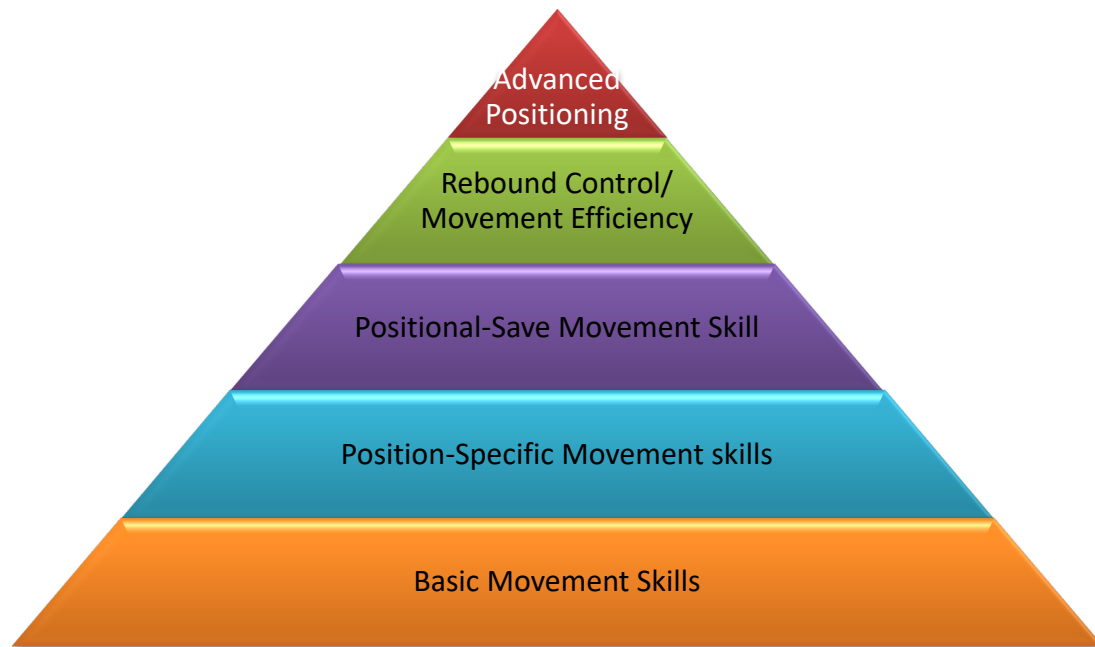 Advanced
Positioning
Rebound Control/
Movement Efficiency
Positional-Save Movement Skill
Position-Specific Movement skills
Basic Movement Skills